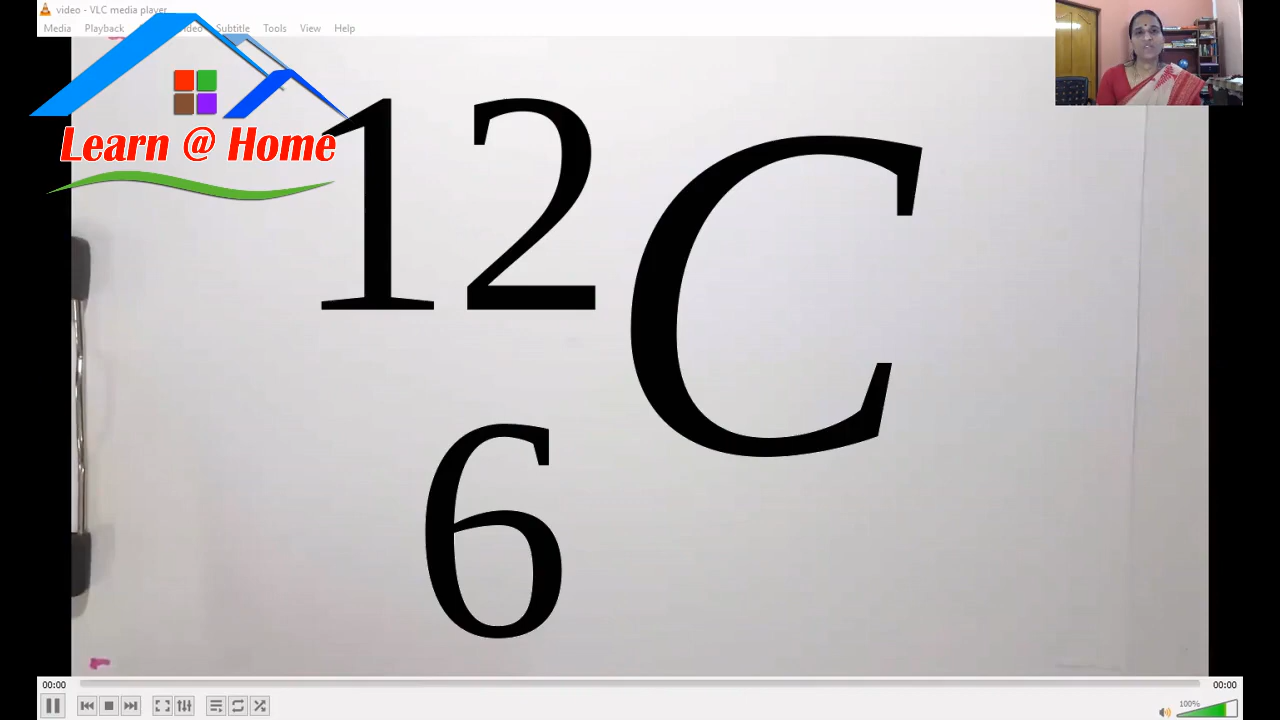 video - VLC media player
Media Playback Video Subtitle Tools View Help
Learn @ Home
12
C
6
00:00 00:00
100%